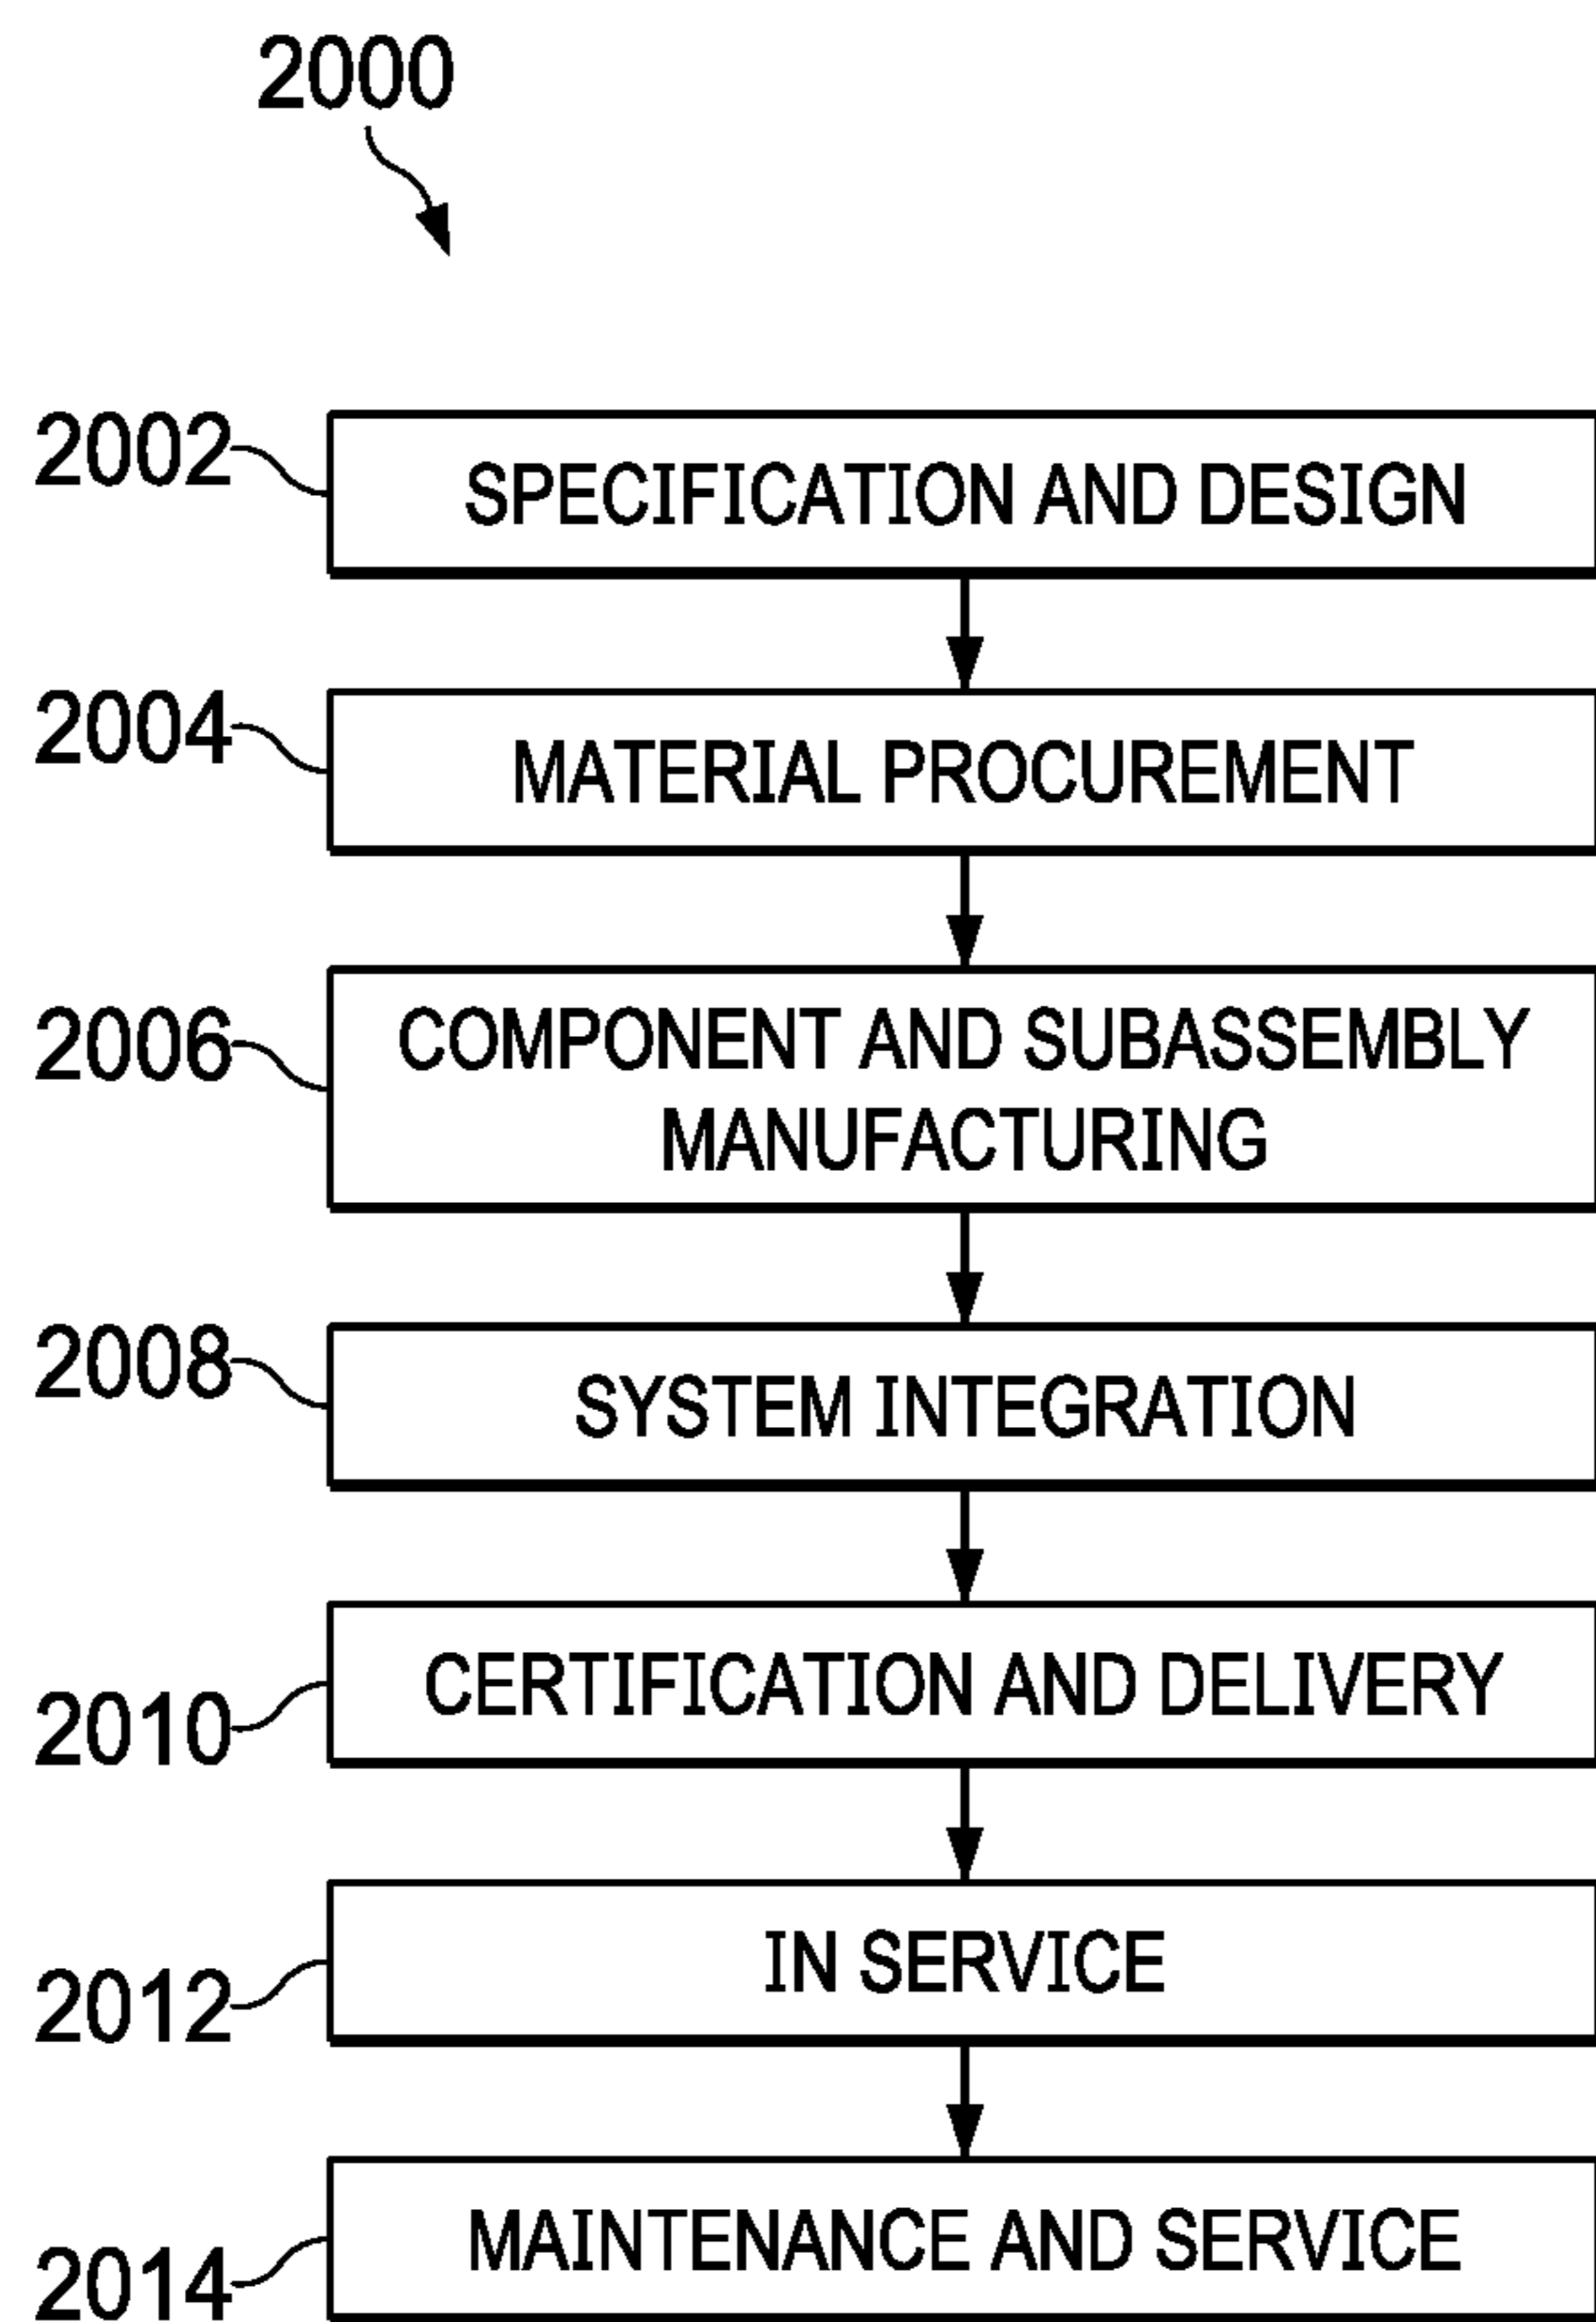 2000
2002
SPECIFICATION AND DESIGN
2004
MATERIAL PROCUREMENT
2006
COMPONENT AND SUBASSEMBLY
MANUFACTURING
2008
SYSTEM INTEGRATION
2010
CERTIFICATION AND DELIVERY
2012
IN SERVICE
2014
MAINTENANCE AND SERVICE